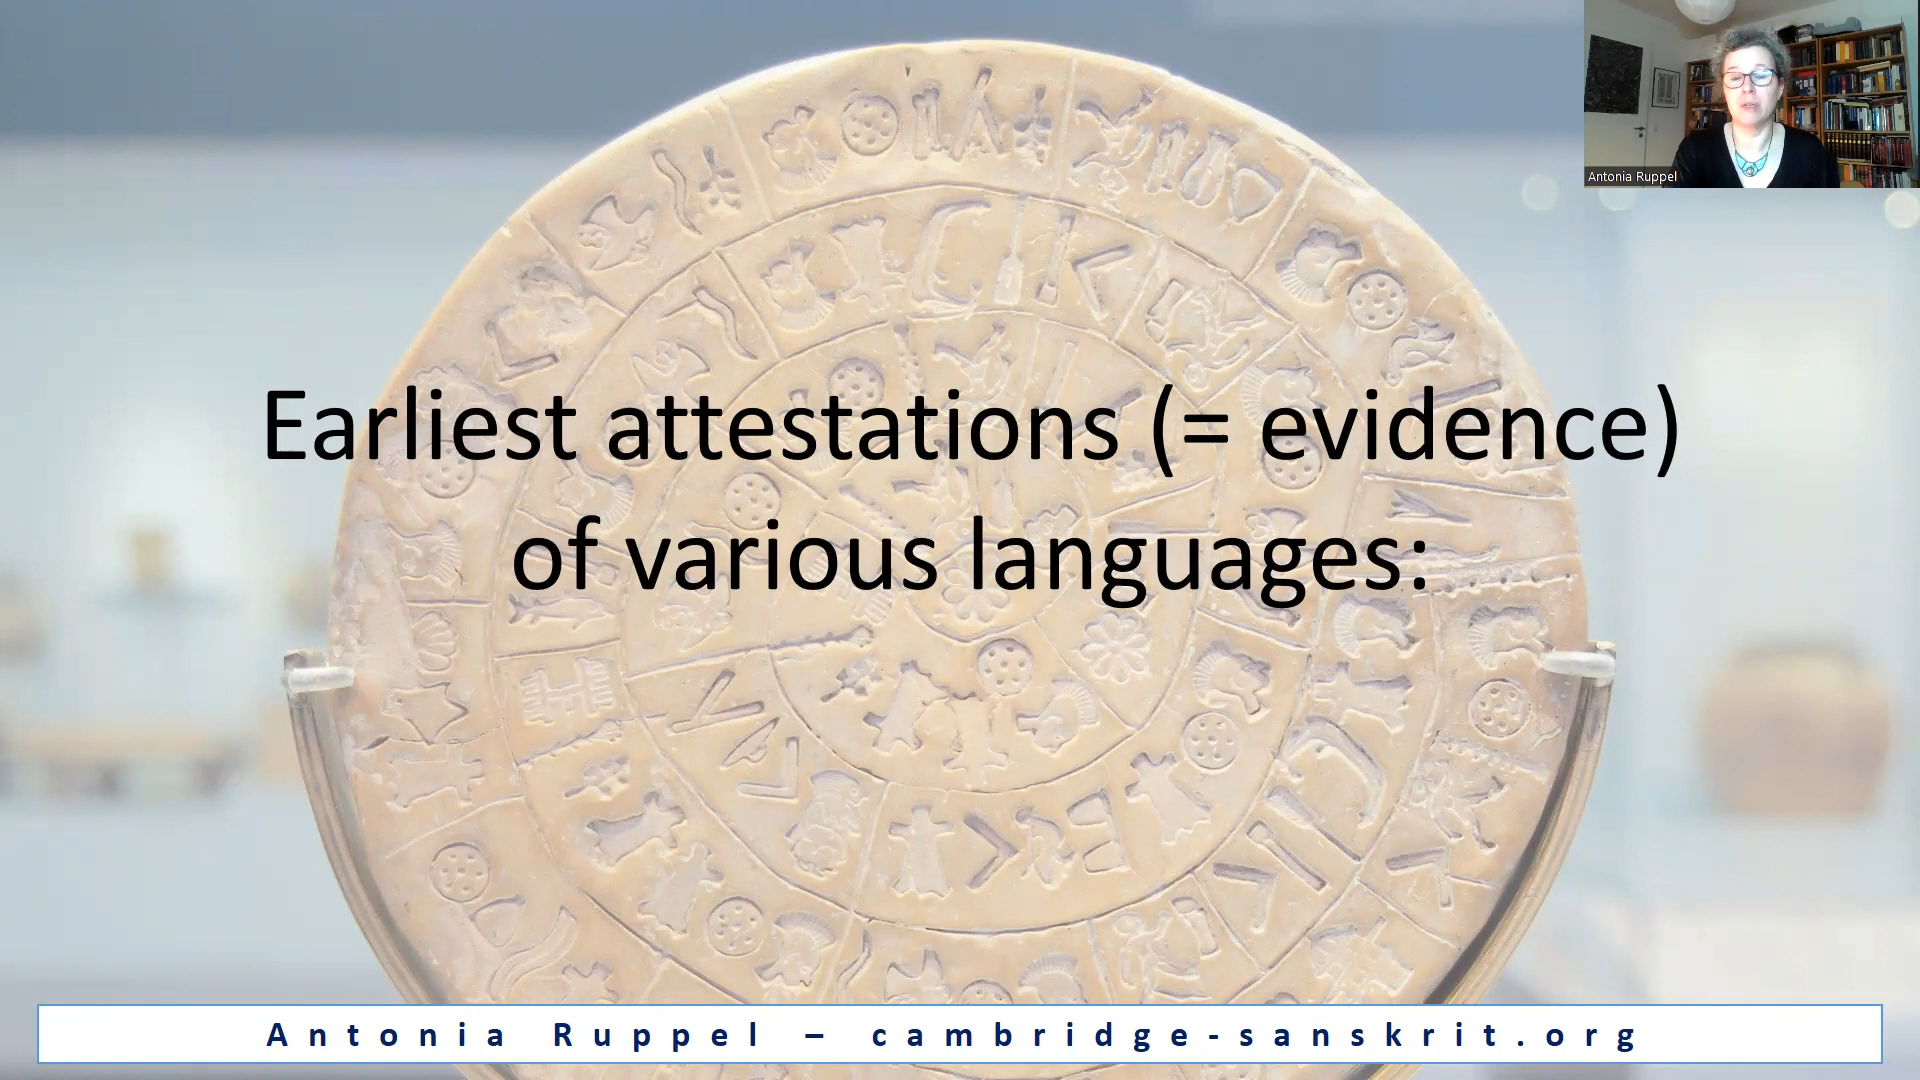 Antonia Ruppel
Earliest attestations (= evidence)
of various languages:
Antonia Ruppel – cambridge-sanskrit.org